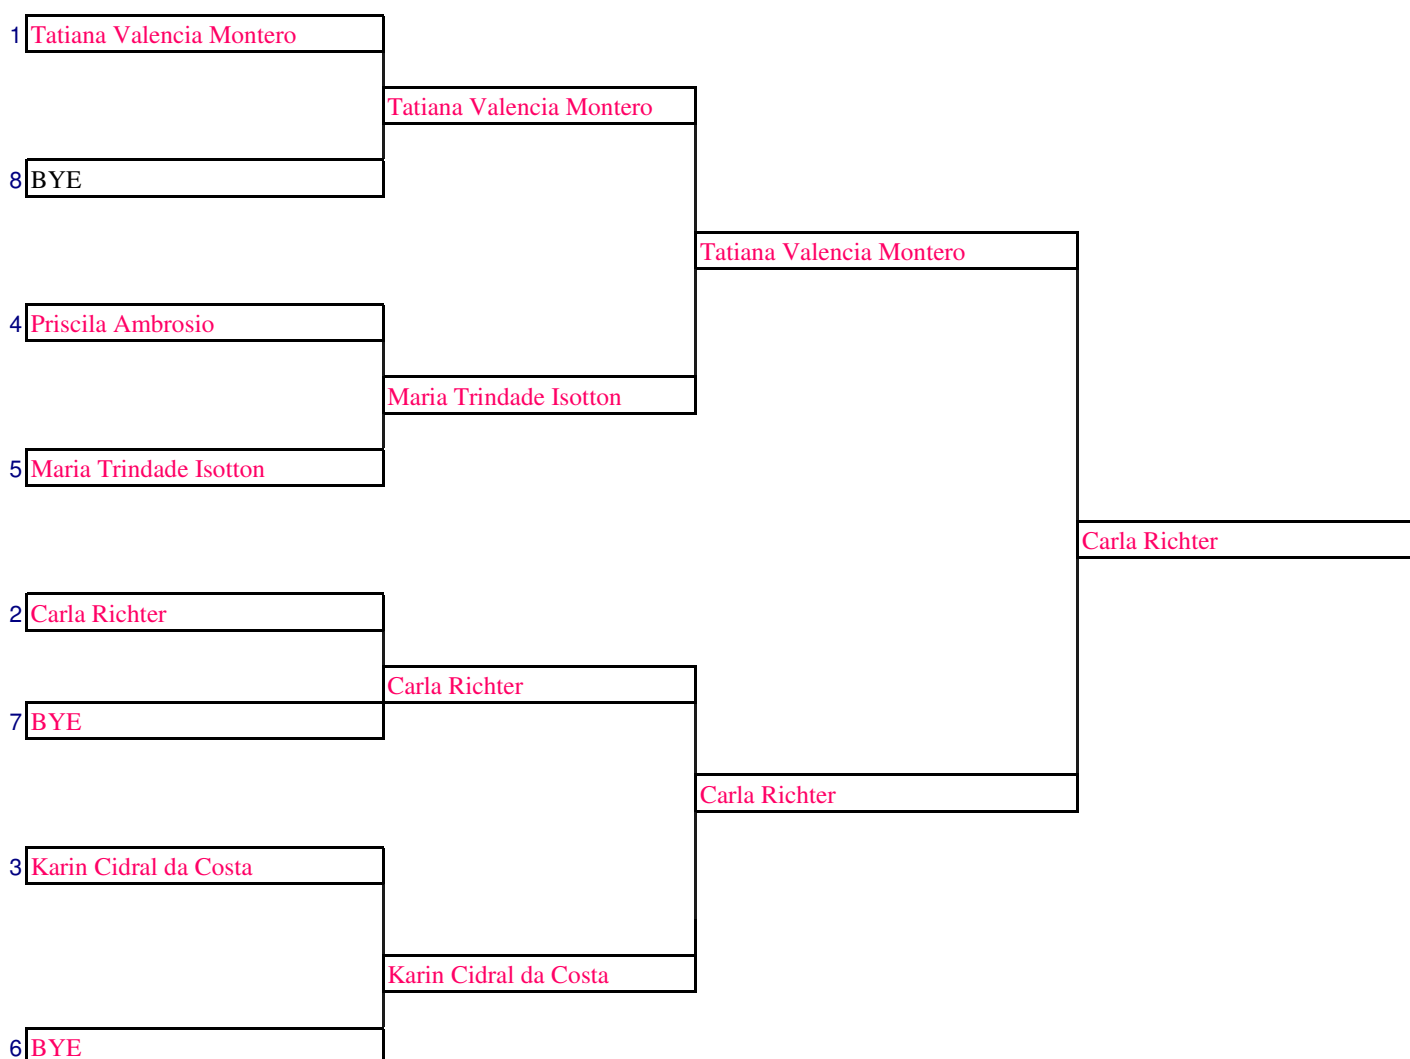 1 Tatiana Valencia Montero
Tatiana Valencia Montero
8 BYE
Tatiana Valencia Montero
4 Priscila Ambrosio
Maria Trindade Isotton
5 Maria Trindade Isotton
Carla Richter
2 Carla Richter
Carla Richter
7 BYE
Carla Richter
3 Karin Cidral da Costa
Karin Cidral da Costa
6 BYE